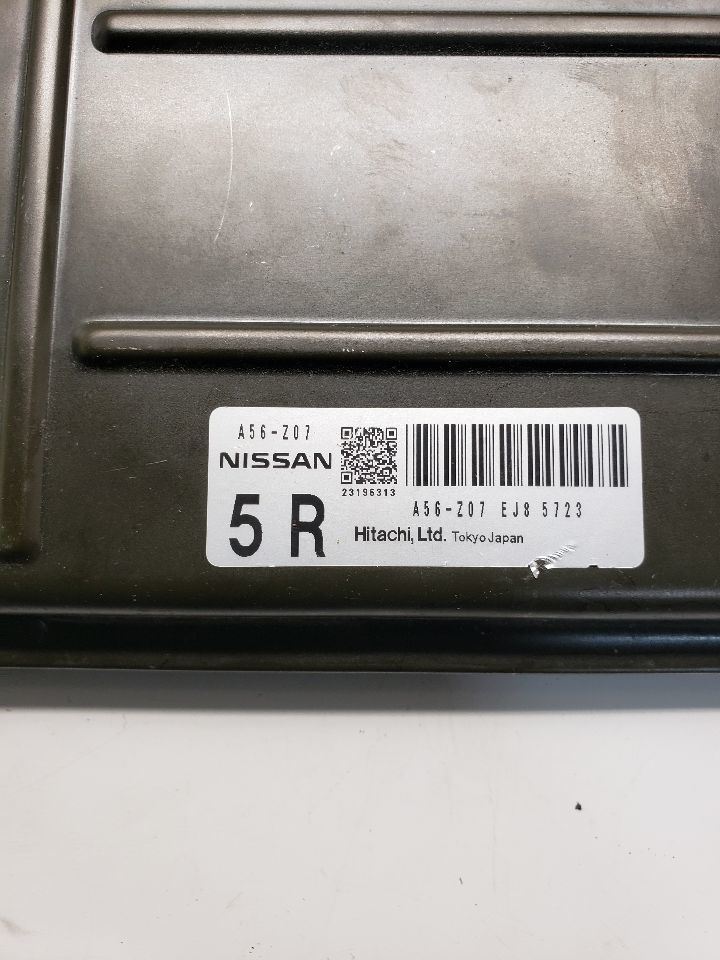 A56-Z07
NISSAN
5 R
23196313
A56-Z07 EJ8 5723
Hitachi, Ltd. Tokyo Japan